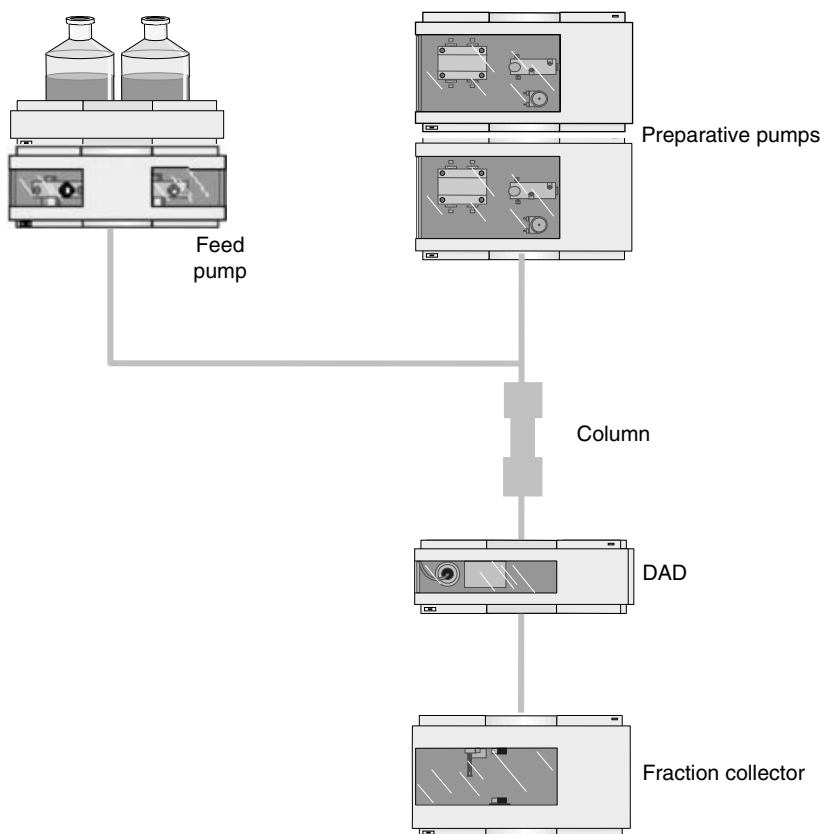 Preparative pumps
Feed
pump
Column
DAD
Fraction collector